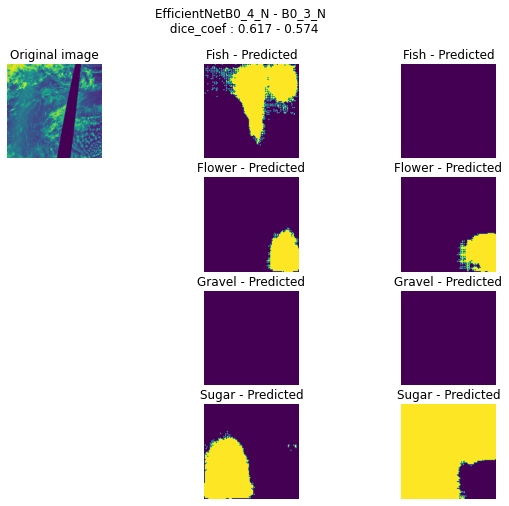 EfficientNetB0_4_N - B0_3_N
dice_coef : 0.617 - 0.574
Original image
Fish - Predicted
Fish - Predicted
Flower - Predicted
Flower - Predicted
Gravel - Predicted
Gravel - Predicted
Sugar - Predicted
Sugar - Predicted